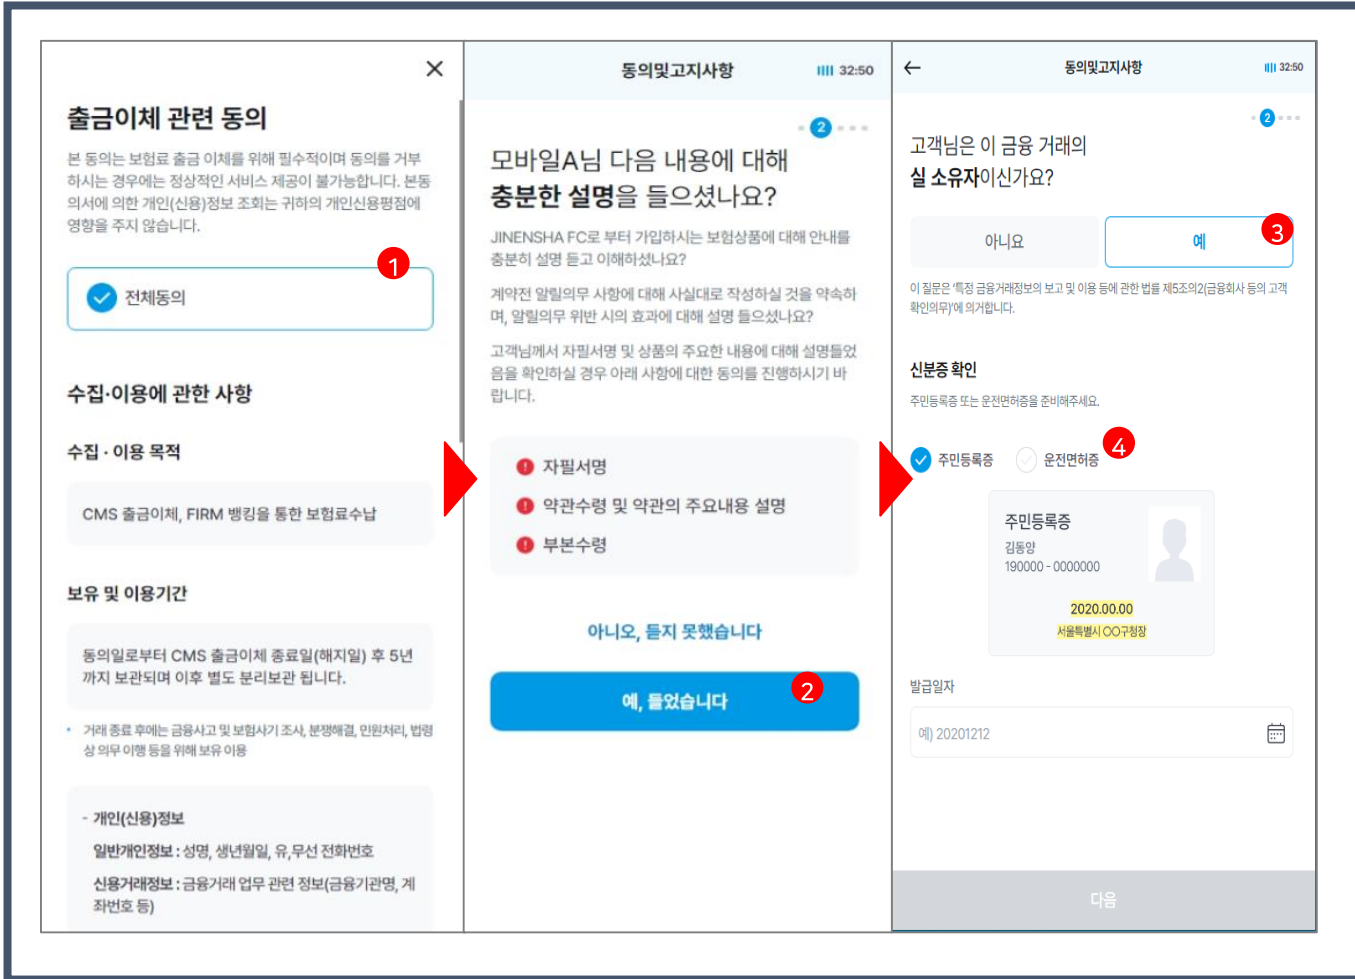 출금이체 관련 동의
본 동의는 보험료 출금 이체를 위해 필수적이며 동의를 거부
하시는 경우에는 정상적인 서비스 제공이 불가능합니다. 본동
의서에 의한 개인(신용)정보 조회는 귀하의 개인신용평점에
영향을 주지 않습니다.
1
전체동의
수집·이용에 관한 사항
수집 · 이용 목적
CMS 출금이체, FIRM 뱅킹을 통한 보험료수납
보유 및 이용기간
동의일로부터 CMS 출금이체 종료일(해지일) 후 5년
까지 보관되며 이후 별도 분리보관 됩니다.
• 거래 종료 후에는 금융사고 및 보험사기 조사, 분쟁해결, 민원처리, 법령
상 의무 이행 등을 위해 보유 이용
- 개인(신용)정보
일반개인정보 : 성명, 생년월일, 유,무선 전화번호
신용거래정보 : 금융거래 업무 관련 정보(금융기관명, 계
좌번호 등)
동의및고지사항 32:50
2
모바일A님 다음 내용에 대해
충분한 설명을 들으셨나요?
JINENSHA FC로 부터 가입하시는 보험상품에 대해 안내를
충분히 설명 듣고 이해하셨나요?
계약전 알릴의무 사항에 대해 사실대로 작성하실 것을 약속하
며, 알릴의무 위반 시의 효과에 대해 설명 들으셨나요?
고객님께서 자필서명 및 상품의 주요한 내용에 대해 설명들었
음을 확인하실 경우 아래 사항에 대한 동의를 진행하시기 바
랍니다.
! 자필서명
! 약관수령 및 약관의 주요내용 설명
! 부본수령
아니오, 듣지 못했습니다
예, 들었습니다 2
동의및고지사항 32:50
2
고객님은 이 금융 거래의
실 소유자이신가요?
아니요 예 3
이 질문은 '특정 금융거래정보의 보고 및 이용 등에 관한 법률 제5조의2(금융회사 등의 고객
확인의무)'에 의거합니다.
신분증 확인
주민등록증 또는 운전면허증을 준비해주세요.
4
주민등록증 운전면허증
주민등록증
김동양
190000 - 0000000
2020.00.00
서울특별시 OO구청장
발급일자
예) 20201212
다음